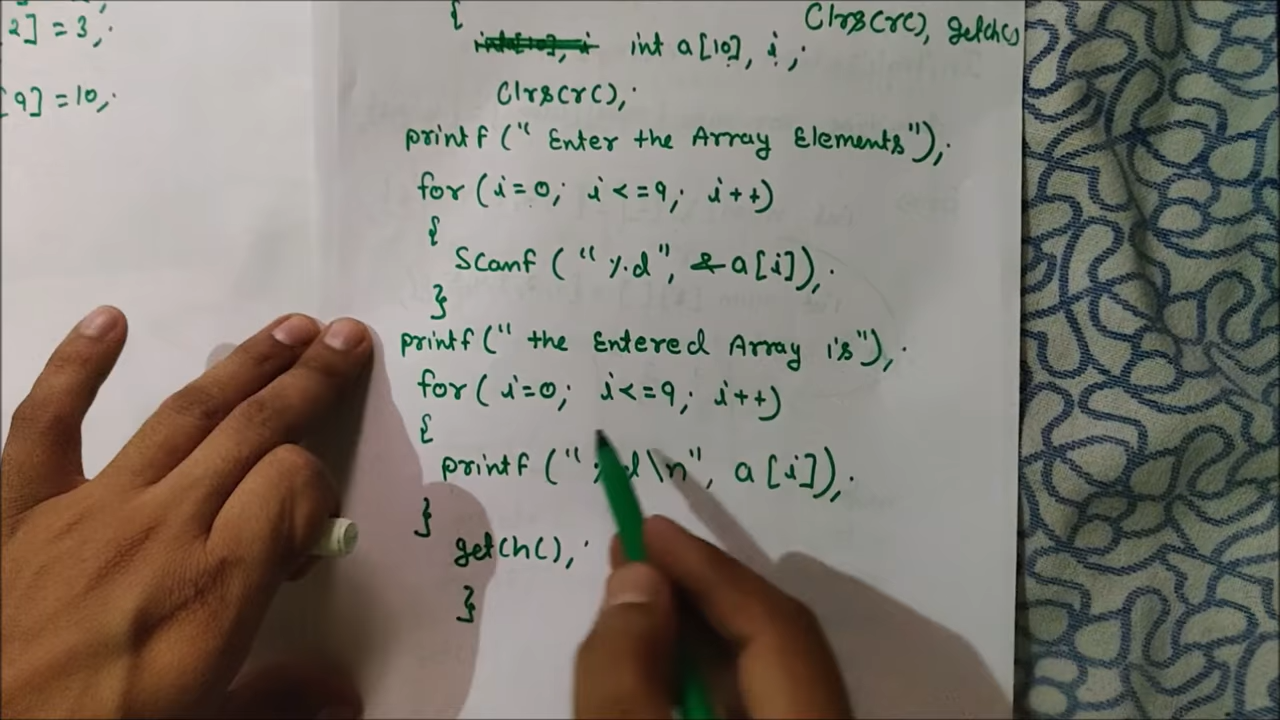 2] = 3;
[9] = 10;
Clrscr(), getch()
{
int a[10], i;
Clrscr();
printf (" Enter the Array Elements");
for (i=0; i<=9; i++)
{
Scanf ("%d", &a[i]);
}
printf (" the Entered Array is");
for (i=0; i<=9; i++)
{
printf ("%d\n", a[i]);
}
getch();
}